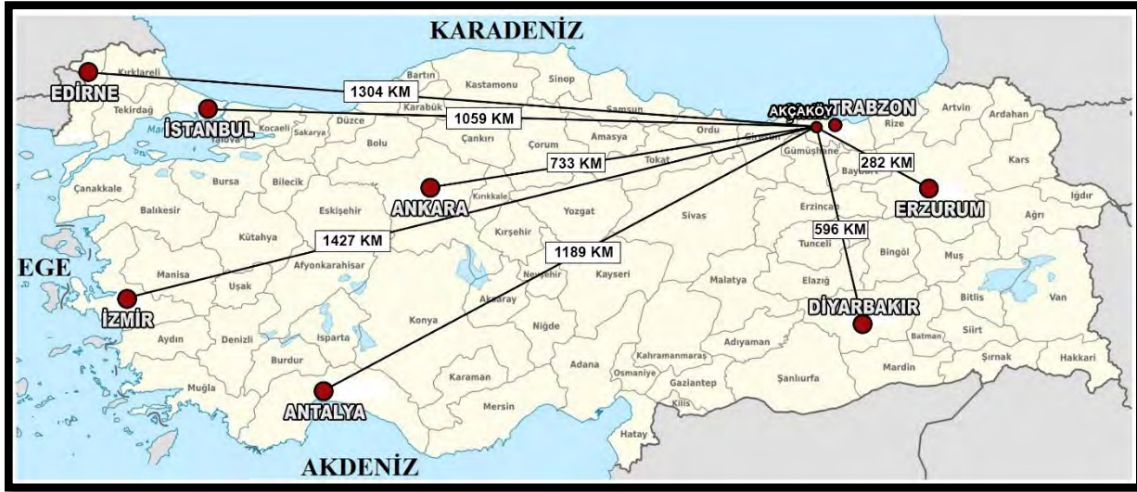 KARADENİZ
Kırklareli
EDİRNE
Tekirdağ
1304 KM
Bartın
Kastamonu
Sinop
Karabük
Samsun
AKÇAKÖY
TRABZON
Artvin
Ardahan
Rize
İSTANBUL
Kocaeli
Sakarya
Düzce
1059 KM
Çankırı
Çorum
Amasya
Ordu
Giresun
Gümüşhane
Kars
Yalova
Bolu
733 KM
Tokat
Bayburt
282 KM
Çanakkale
Bursa
Bilecik
ANKARA
Kırıkkale
Iğdır
Balıkesir
Eskişehir
Yozgat
Sivas
Erzincan
ERZURUM
Ağrı
Kütahya
1427 KM
Kırşehir
596 KM
Tunceli
Bingöl
Muş
EGE
Manisa
Uşak
Afyonkarahisar
1189 KM
Nevşehir
Kayseri
Malatya
Elazığ
Aksaray
Bitlis
Van
İZMİR
Konya
Niğde
DİYARBAKIR
Aydın
Denizli
Isparta
Adıyaman
Batman
Siirt
Burdur
Kahramanmaraş
Şırnak
Hakkari
Muğla
ANTALYA
Karaman
Adana
Osmaniye
Gaziantep
Şanlıurfa
Mardin
Mersin
Kilis
Hatay
AKDENİZ